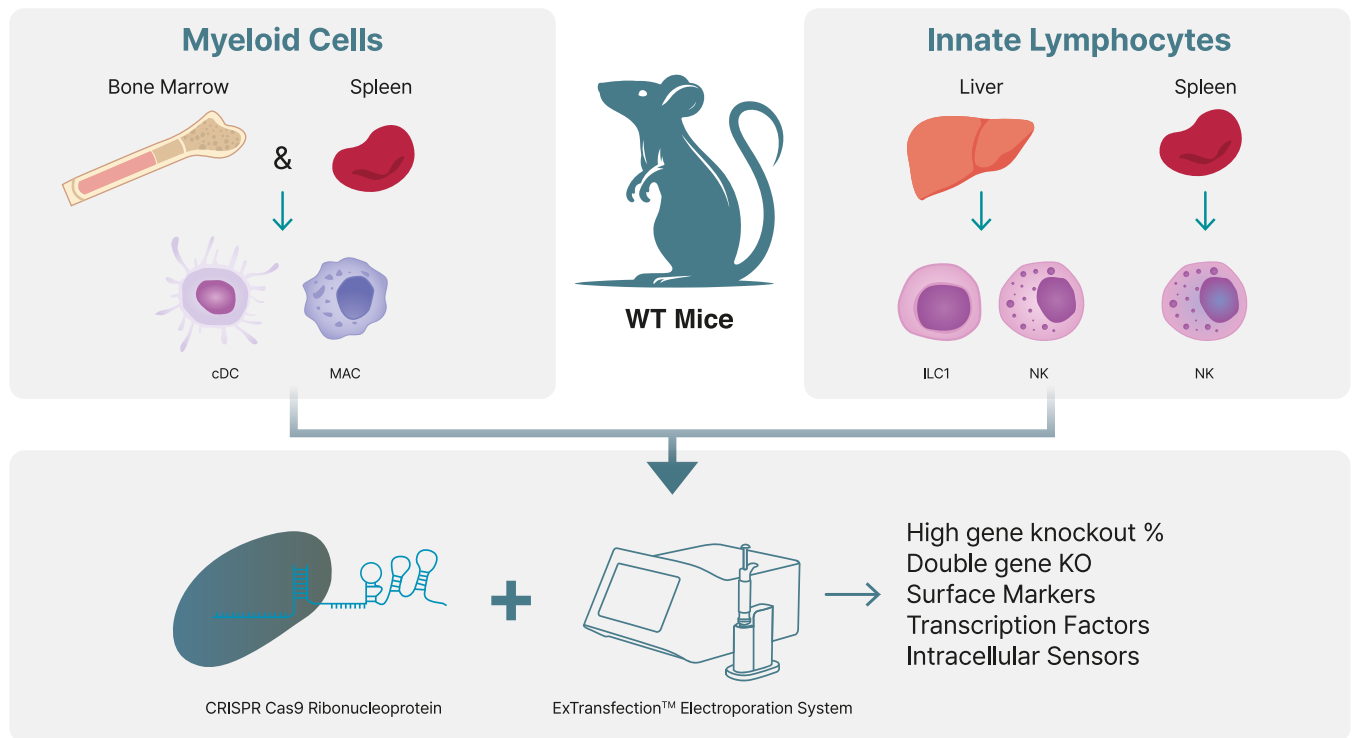 Myeloid Cells
Bone Marrow
Spleen
&
cDC
MAC
WT Mice
Innate Lymphocytes
Liver
Spleen
ILC1
NK
NK
CRISPR Cas9 Ribonucleoprotein
+
ExTransfection™ Electroporation System
High gene knockout %
Double gene KO
Surface Markers
Transcription Factors
Intracellular Sensors